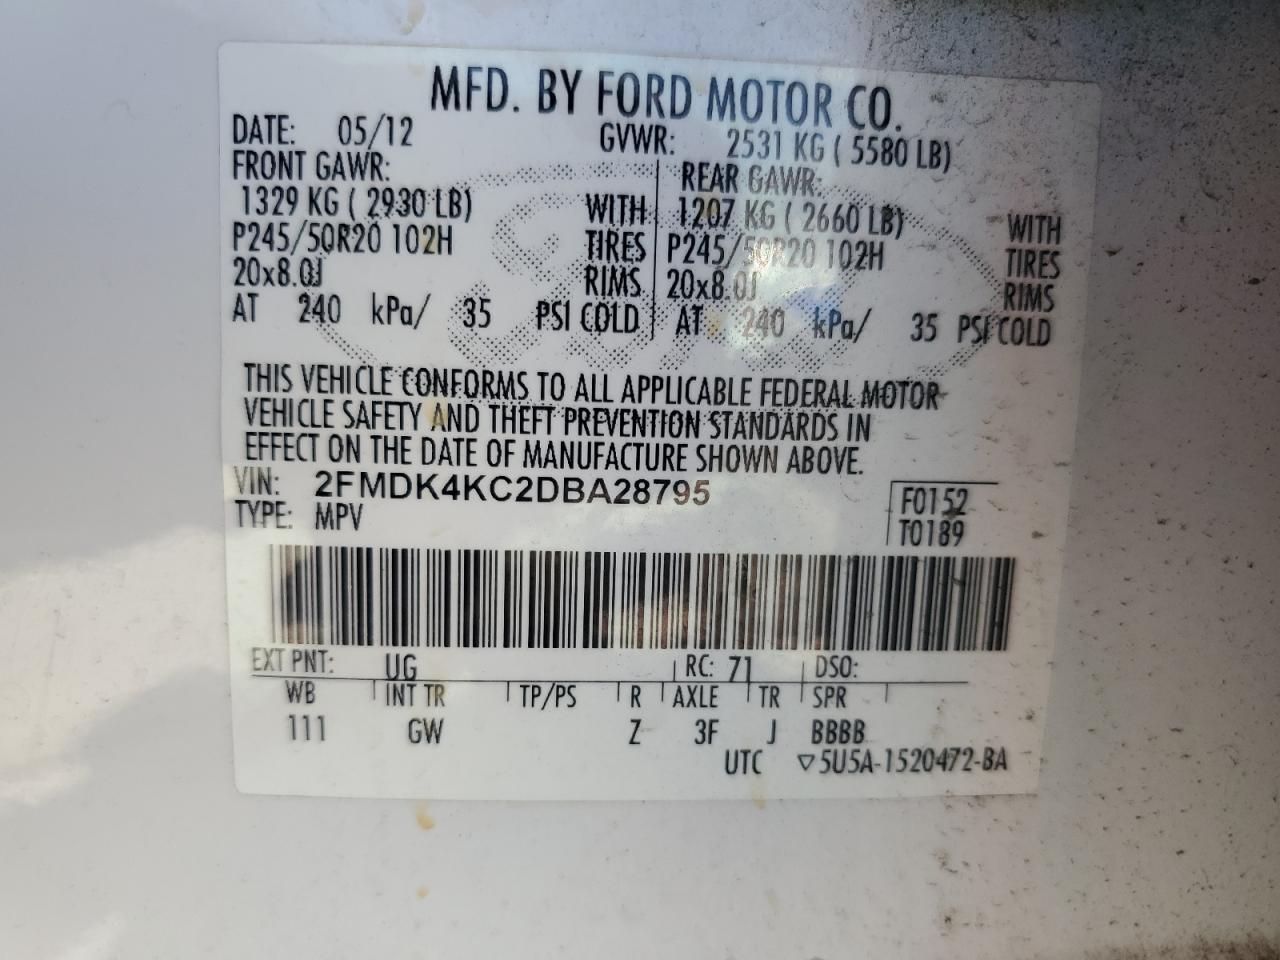 MFD. BY FORD MOTOR CO.
DATE: 05/12 GVWR: 2531 KG ( 5580 LB)
FRONT GAWR: REAR GAWR:
1329 KG ( 2930 LB) WITH 1207 KG ( 2660 LB) WITH
P245/50R20 102H TIRES P245/50R20 102H TIRES
20x8.0J RIMS 20x8.0J RIMS
AT 240 kPa/ 35 PSI COLD AT 240 kPa/ 35 PSI COLD
THIS VEHICLE CONFORMS TO ALL APPLICABLE FEDERAL MOTOR
VEHICLE SAFETY AND THEFT PREVENTION STANDARDS IN
EFFECT ON THE DATE OF MANUFACTURE SHOWN ABOVE.
VIN: 2FMDK4KC2DBA28795 F0152
TYPE: MPV T0189
EXT PNT: UG RC: 71 DSO:
WB INT TR TP/PS R AXLE TR SPR
111 GW Z 3F J BBBB
UTC ▽5U5A-1520472-BA